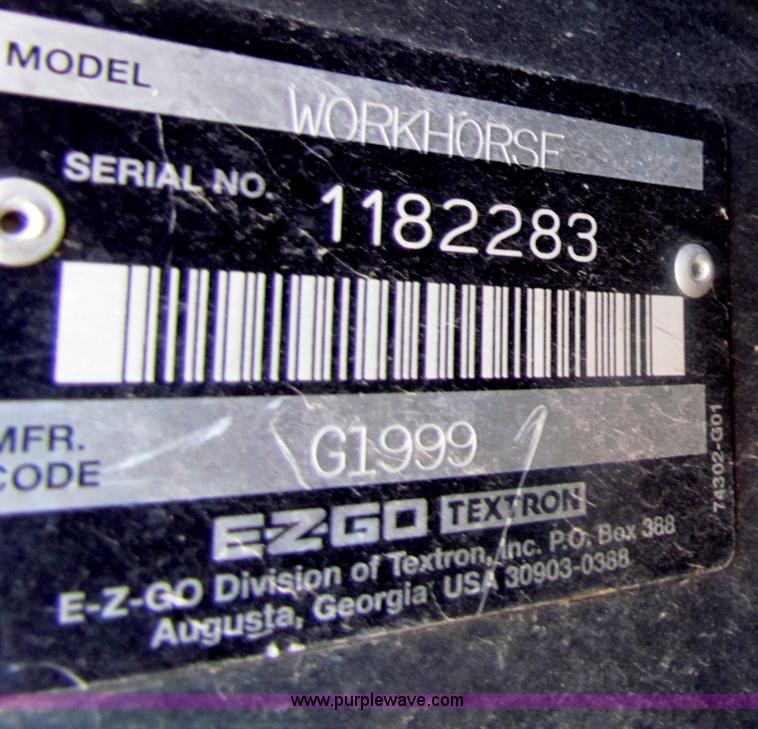 MODEL WORKHORSE
SERIAL NO. 1182283
MFR. CODE G1999
74302-G01
E-Z-GO TEXTRON
E-Z-GO Division of Textron, Inc. P.O. Box 388
Augusta, Georgia USA 30903-0388
www.purplewave.com